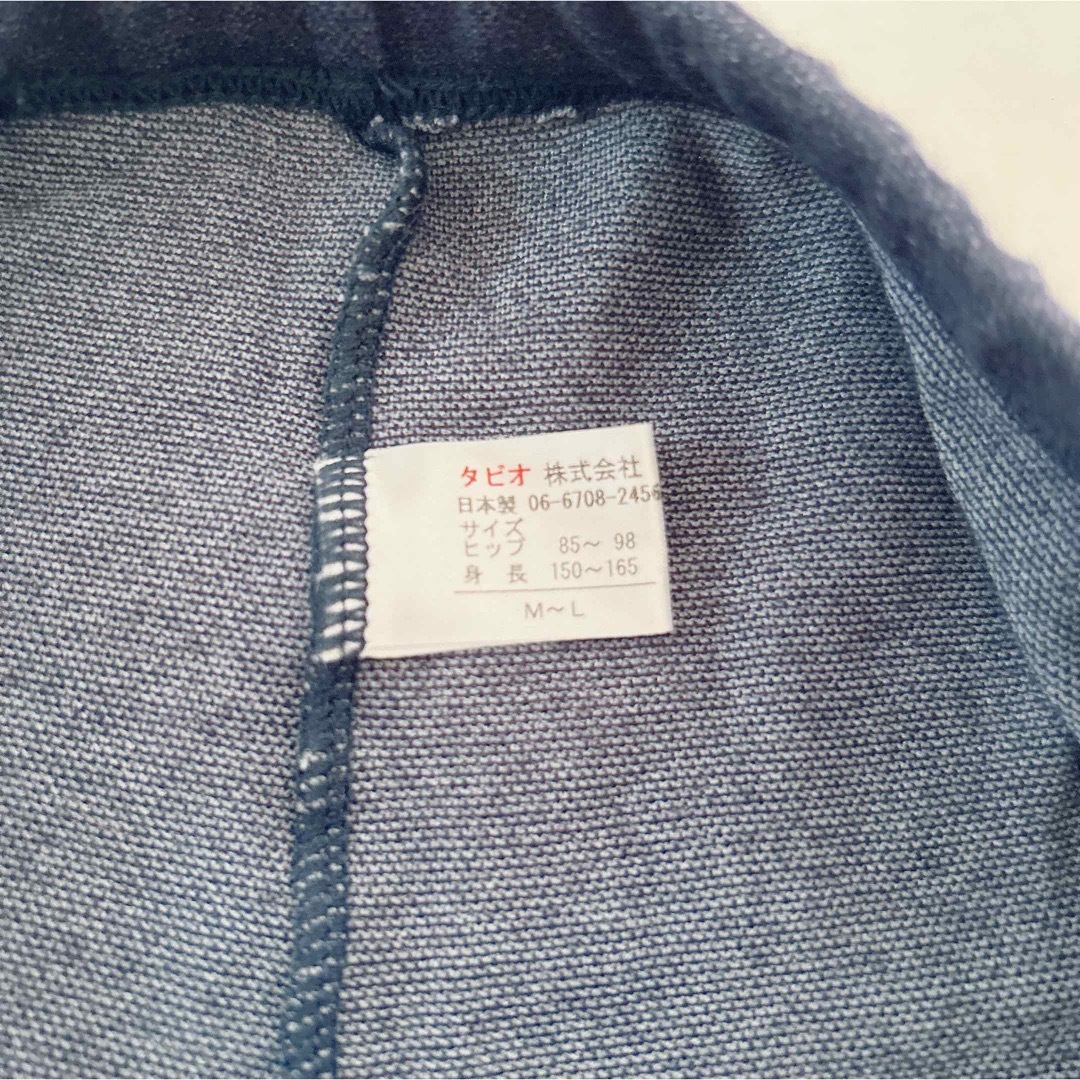 タビオ 株式会社
日本製 06-6708-2456
サイズ
ヒップ 85～98
身長 150～165
M～L